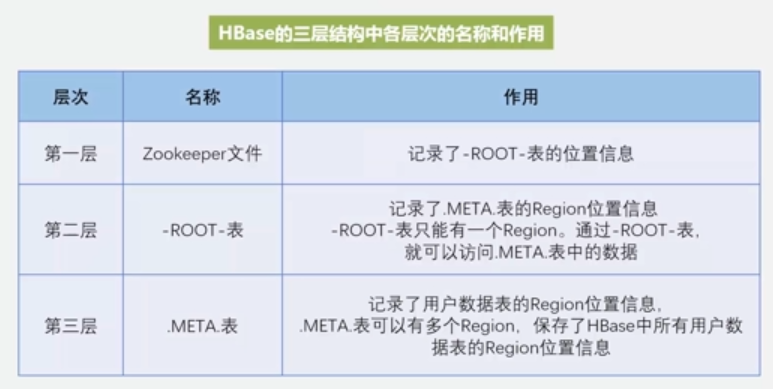 HBase的三层结构中各层次的名称和作用
层次 名称 作用
第一层 Zookeeper文件 记录了-ROOT-表的位置信息
第二层 -ROOT-表 记录了.META.表的Region位置信息
-ROOT-表只能有一个Region。通过-ROOT-表，
就可以访问.META.表中的数据
第三层 .META.表 记录了用户数据表的Region位置信息，
.META.表可以有多个Region，保存了HBase中所有用户数
据表的Region位置信息